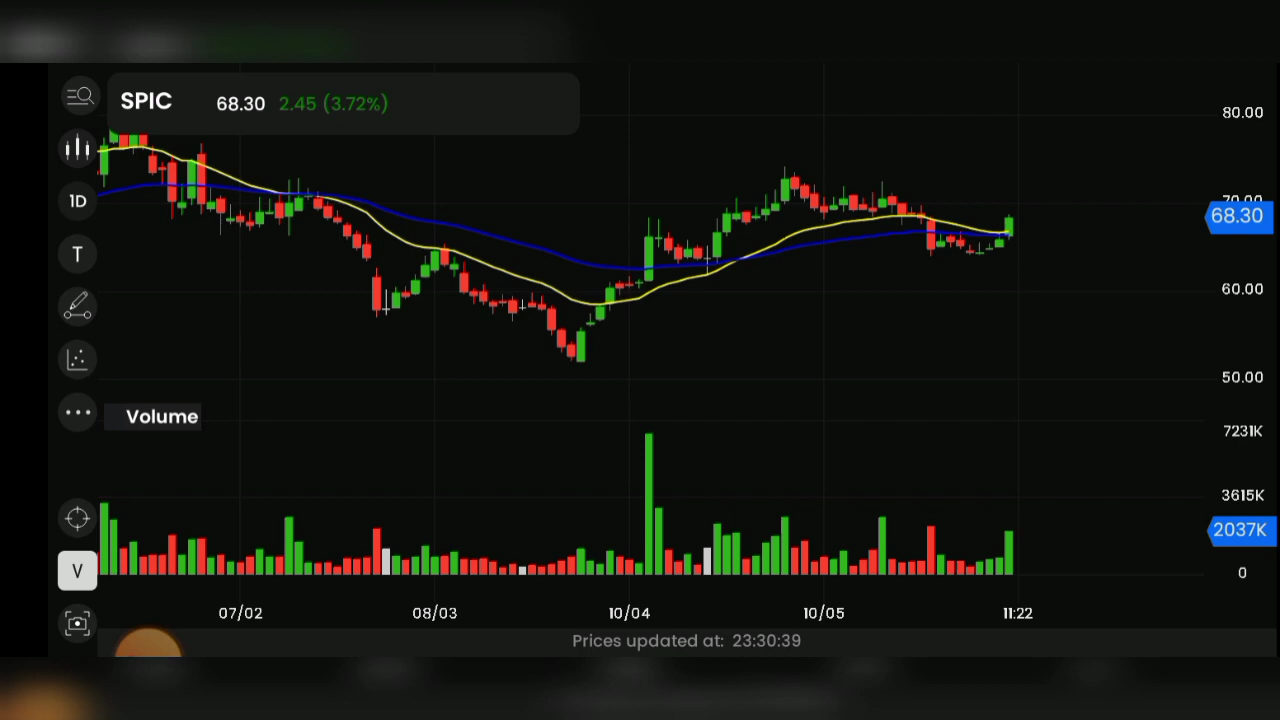 SPIC 68.30 2.45 (3.72%)
80.00
1D
70.00
68.30
T
60.00
50.00
Volume
7231K
3615K
2037K
V
0
07/02 08/03 10/04 10/05 11:22
Prices updated at: 23:30:39